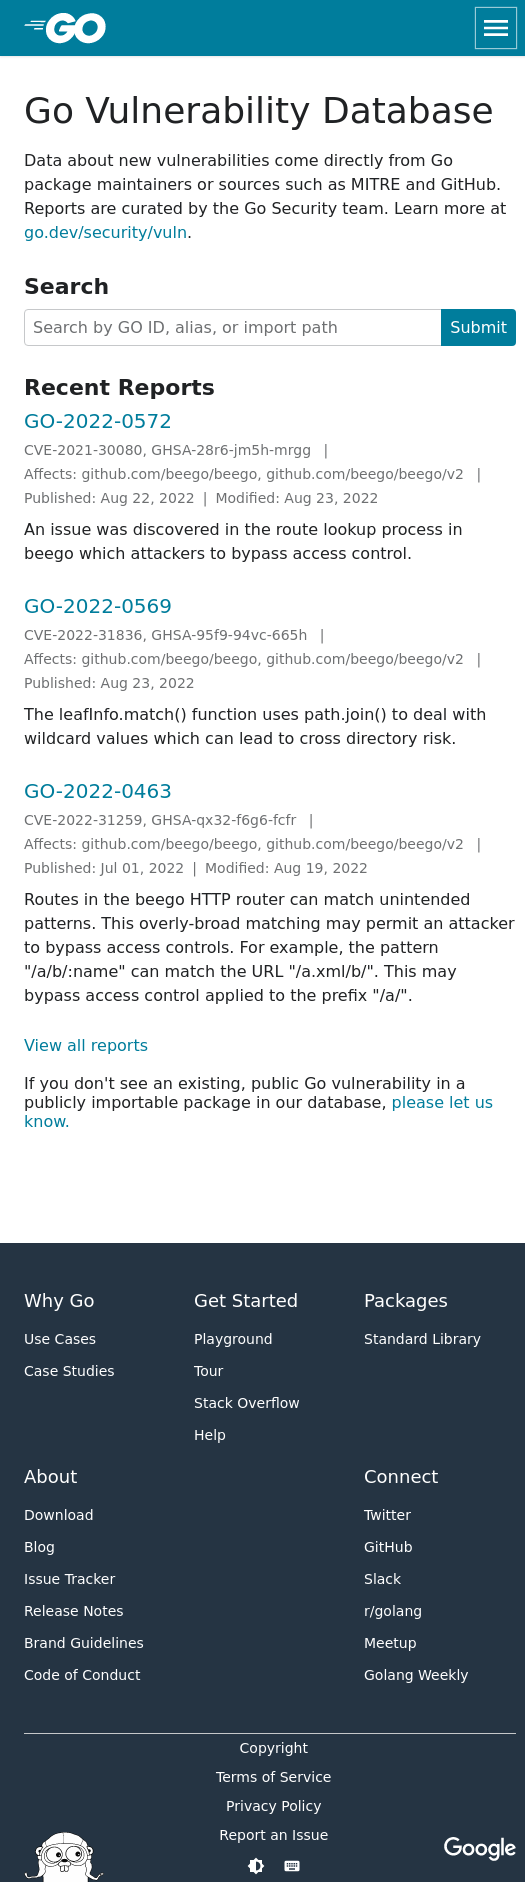 GO
Go Vulnerability Database
Data about new vulnerabilities come directly from Go
package maintainers or sources such as MITRE and GitHub.
Reports are curated by the Go Security team. Learn more at
go.dev/security/vuln.
Search
Search by GO ID, alias, or import path
Submit
Recent Reports
GO-2022-0572
CVE-2021-30080, GHSA-28r6-jm5h-mrgg |
Affects: github.com/beego/beego, github.com/beego/beego/v2 |
Published: Aug 22, 2022 | Modified: Aug 23, 2022
An issue was discovered in the route lookup process in
beego which attackers to bypass access control.
GO-2022-0569
CVE-2022-31836, GHSA-95f9-94vc-665h |
Affects: github.com/beego/beego, github.com/beego/beego/v2 |
Published: Aug 23, 2022
The leafInfo.match() function uses path.join() to deal with
wildcard values which can lead to cross directory risk.
GO-2022-0463
CVE-2022-31259, GHSA-qx32-f6g6-fcfr |
Affects: github.com/beego/beego, github.com/beego/beego/v2 |
Published: Jul 01, 2022 | Modified: Aug 19, 2022
Routes in the beego HTTP router can match unintended
patterns. This overly-broad matching may permit an attacker
to bypass access controls. For example, the pattern
"/a/b/:name" can match the URL "/a.xml/b/". This may
bypass access control applied to the prefix "/a/".
View all reports
If you don't see an existing, public Go vulnerability in a
publicly importable package in our database, please let us
know.
Why Go
Use Cases
Case Studies
Get Started
Playground
Tour
Stack Overflow
Help
Packages
Standard Library
About
Download
Blog
Issue Tracker
Release Notes
Brand Guidelines
Code of Conduct
Connect
Twitter
GitHub
Slack
r/golang
Meetup
Golang Weekly
Copyright
Terms of Service
Privacy Policy
Report an Issue
Google